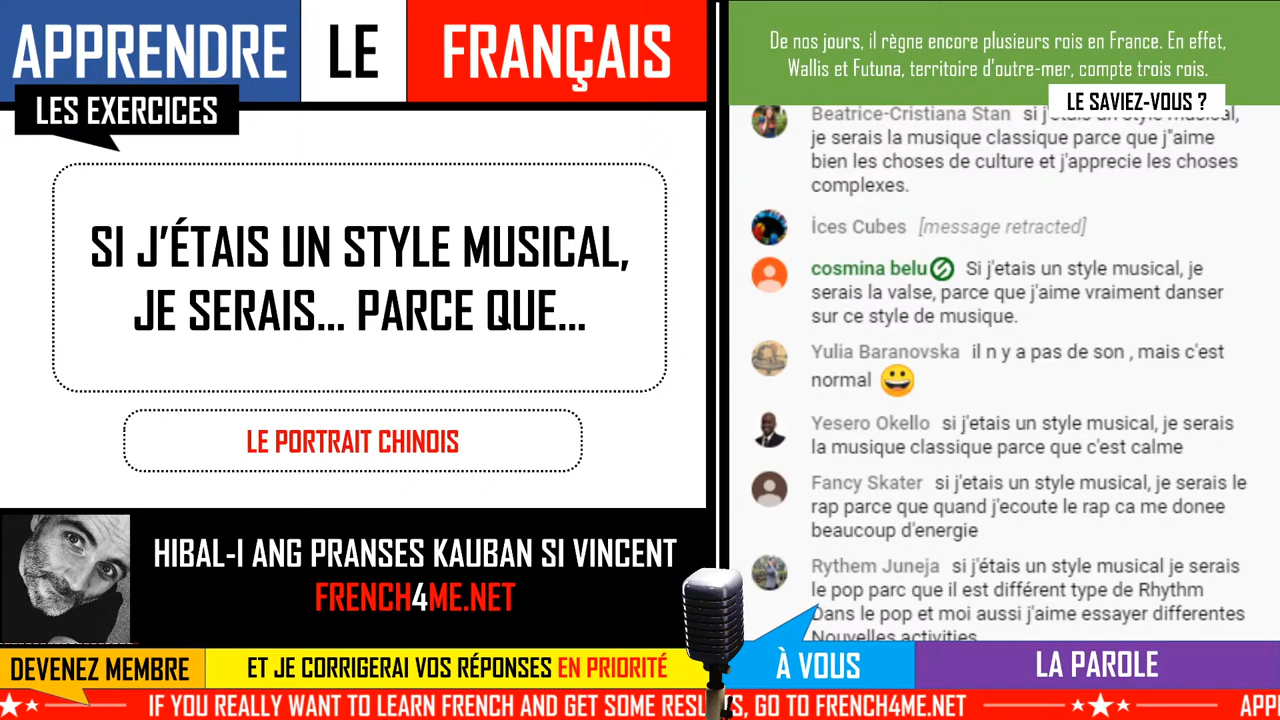 APPRENDRE LE FRANÇAIS
LES EXERCICES
SI J'ÉTAIS UN STYLE MUSICAL,
JE SERAIS... PARCE QUE...
LE PORTRAIT CHINOIS
HIBAL-I ANG PRANSES KAUBAN SI VINCENT
FRENCH4ME.NET
DEVENEZ MEMBRE
ET JE CORRIGERAI VOS RÉPONSES EN PRIORITÉ
De nos jours, il règne encore plusieurs rois en France. En effet,
Wallis et Futuna, territoire d'outre-mer, compte trois rois.
LE SAVIEZ-VOUS ?
Beatrice-Cristiana Stan si j'etais un style musical,
je serais la musique classique parce que j"aime
bien les choses de culture et j'apprecie les choses
complexes.
İces Cubes [message retracted]
cosmina belu Si j'etais un style musical, je
serais la valse, parce que j'aime vraiment danser
sur ce style de musique.
Yulia Baranovska il n y a pas de son , mais c'est
normal 😀
Yesero Okello si j'etais un style musical, je serais
la musique classique parce que c'est calme
Fancy Skater si j'etais un style musical, je serais le
rap parce que quand j'ecoute le rap ca me donee
beaucoup d'energie
Rythem Juneja si j'étais un style musical je serais
le pop parc que il est différent type de Rhythm
Dans le pop et moi aussi j'aime essayer differentes
Nouvelles activities
À VOUS
LA PAROLE
IF YOU REALLY WANT TO LEARN FRENCH AND GET SOME RESULTS, GO TO FRENCH4ME.NET APP